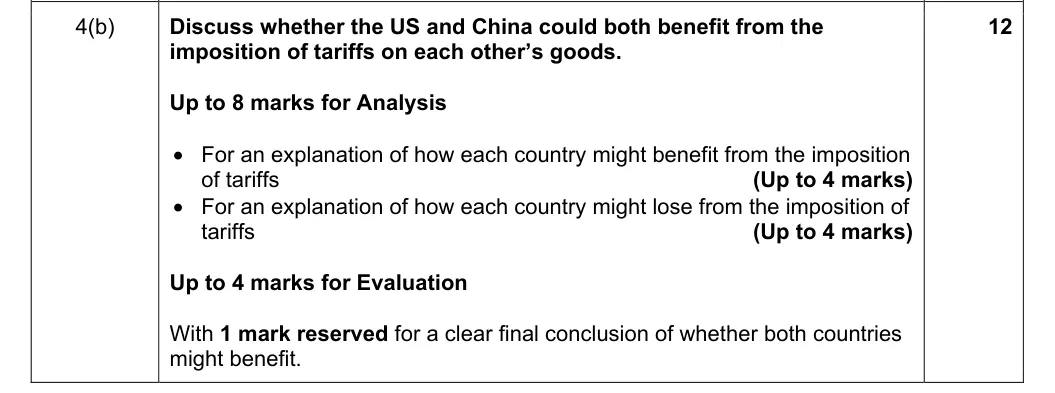 4(b)
Discuss whether the US and China could both benefit from the
imposition of tariffs on each other's goods.
12
Up to 8 marks for Analysis
• For an explanation of how each country might benefit from the imposition
of tariffs (Up to 4 marks)
• For an explanation of how each country might lose from the imposition of
tariffs (Up to 4 marks)
Up to 4 marks for Evaluation
With 1 mark reserved for a clear final conclusion of whether both countries
might benefit.